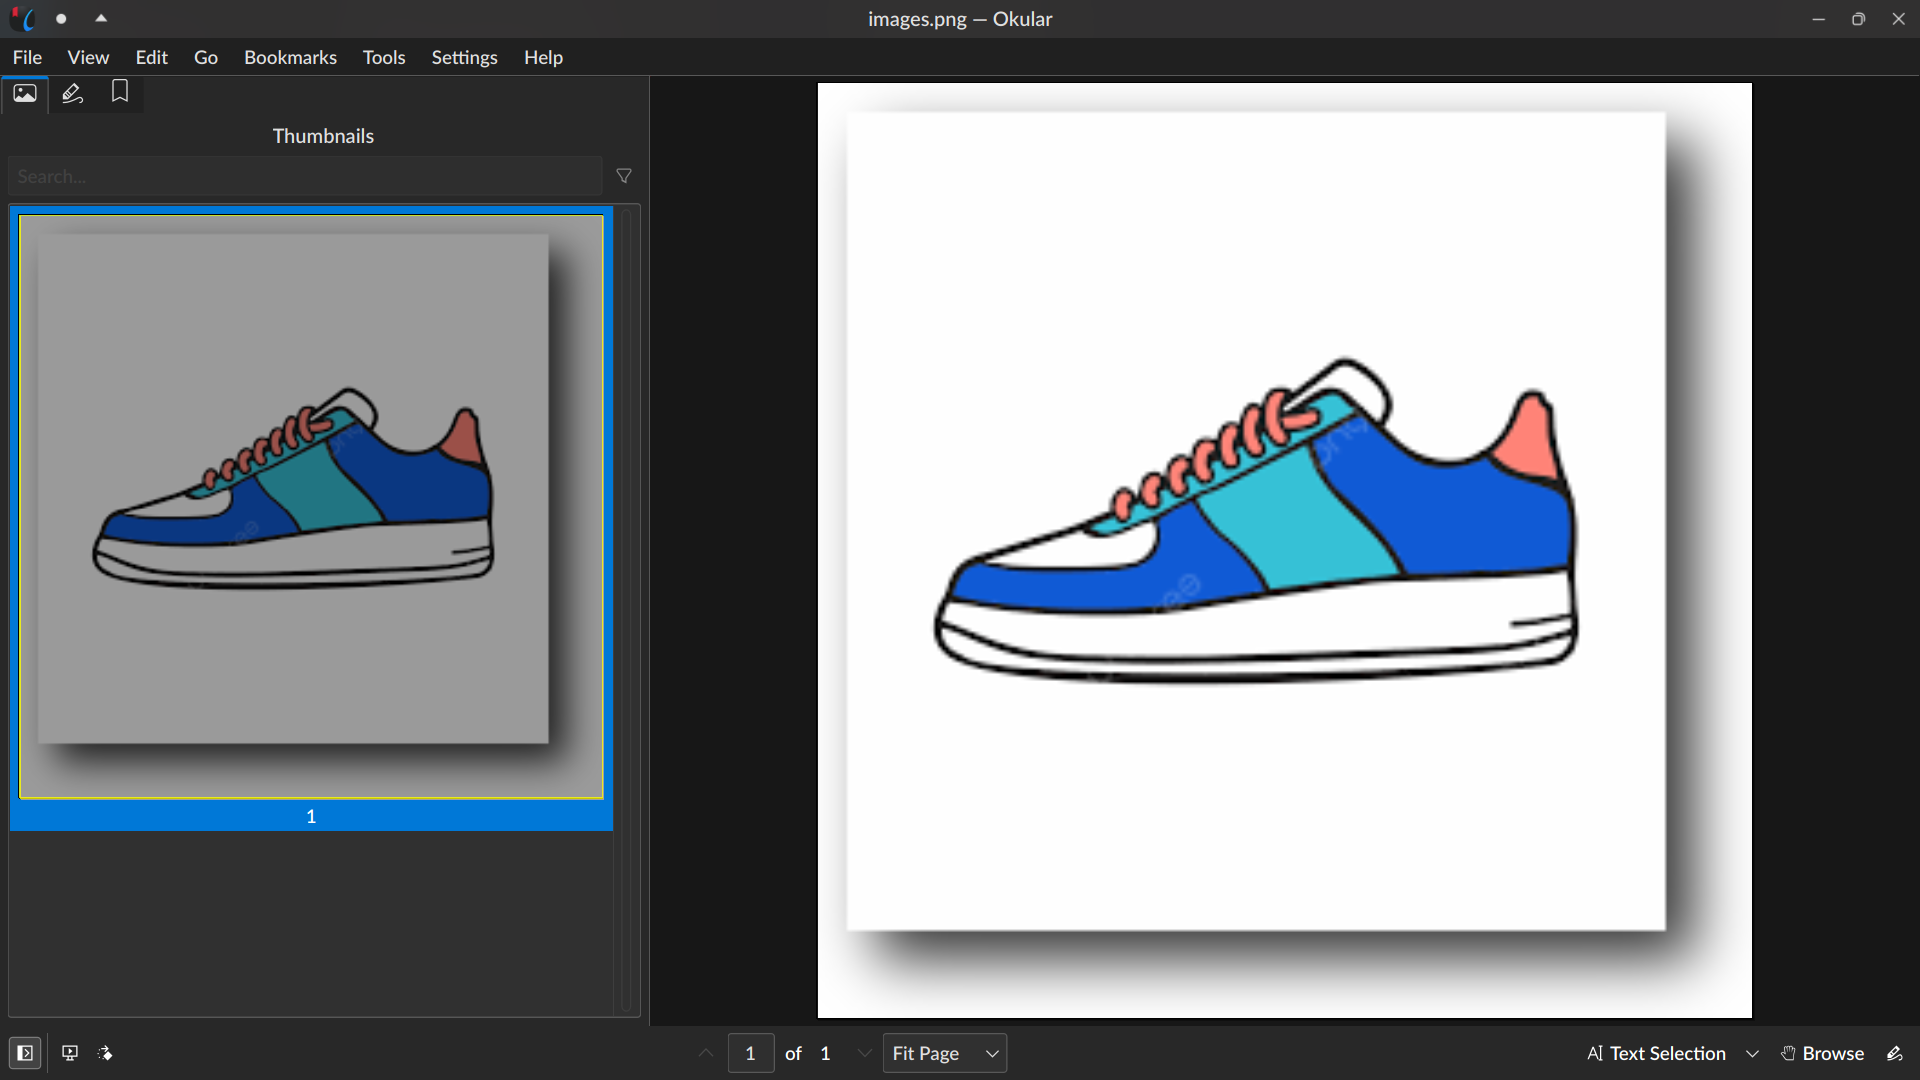 images.png — Okular
File View Edit Go Bookmarks Tools Settings Help
Thumbnails
Search...
1
1 of 1 Fit Page
Text Selection Browse